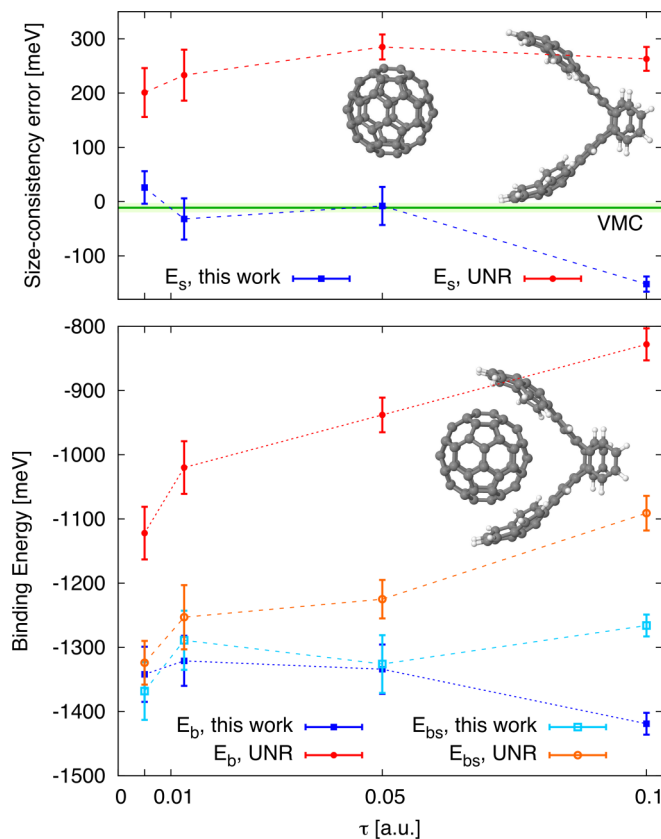 Size-consistency error [meV]
300
200
100
0
-100
VMC
E_s, this work
E_s, UNR
Binding Energy [meV]
-800
-900
-1000
-1100
-1200
-1300
-1400
-1500
E_b, this work
E_bs, this work
E_b, UNR
E_bs, UNR
0
0.01
0.05
0.1
τ [a.u.]